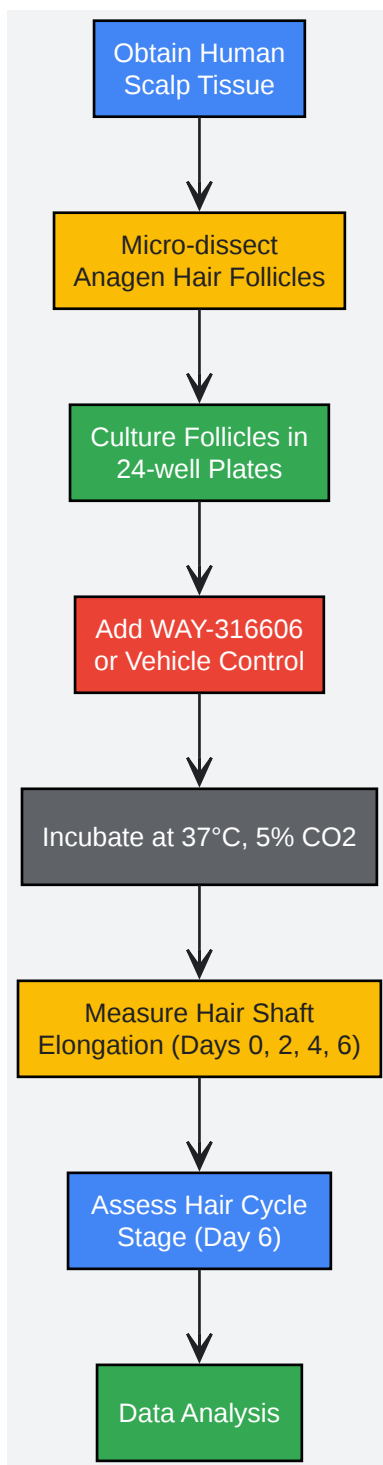 Obtain Human
Scalp Tissue
Micro-dissect
Anagen Hair Follicles
Culture Follicles in
24-well Plates
Add WAY-316606
or Vehicle Control
Incubate at 37°C, 5% CO2
Measure Hair Shaft
Elongation (Days 0, 2, 4, 6)
Assess Hair Cycle
Stage (Day 6)
Data Analysis